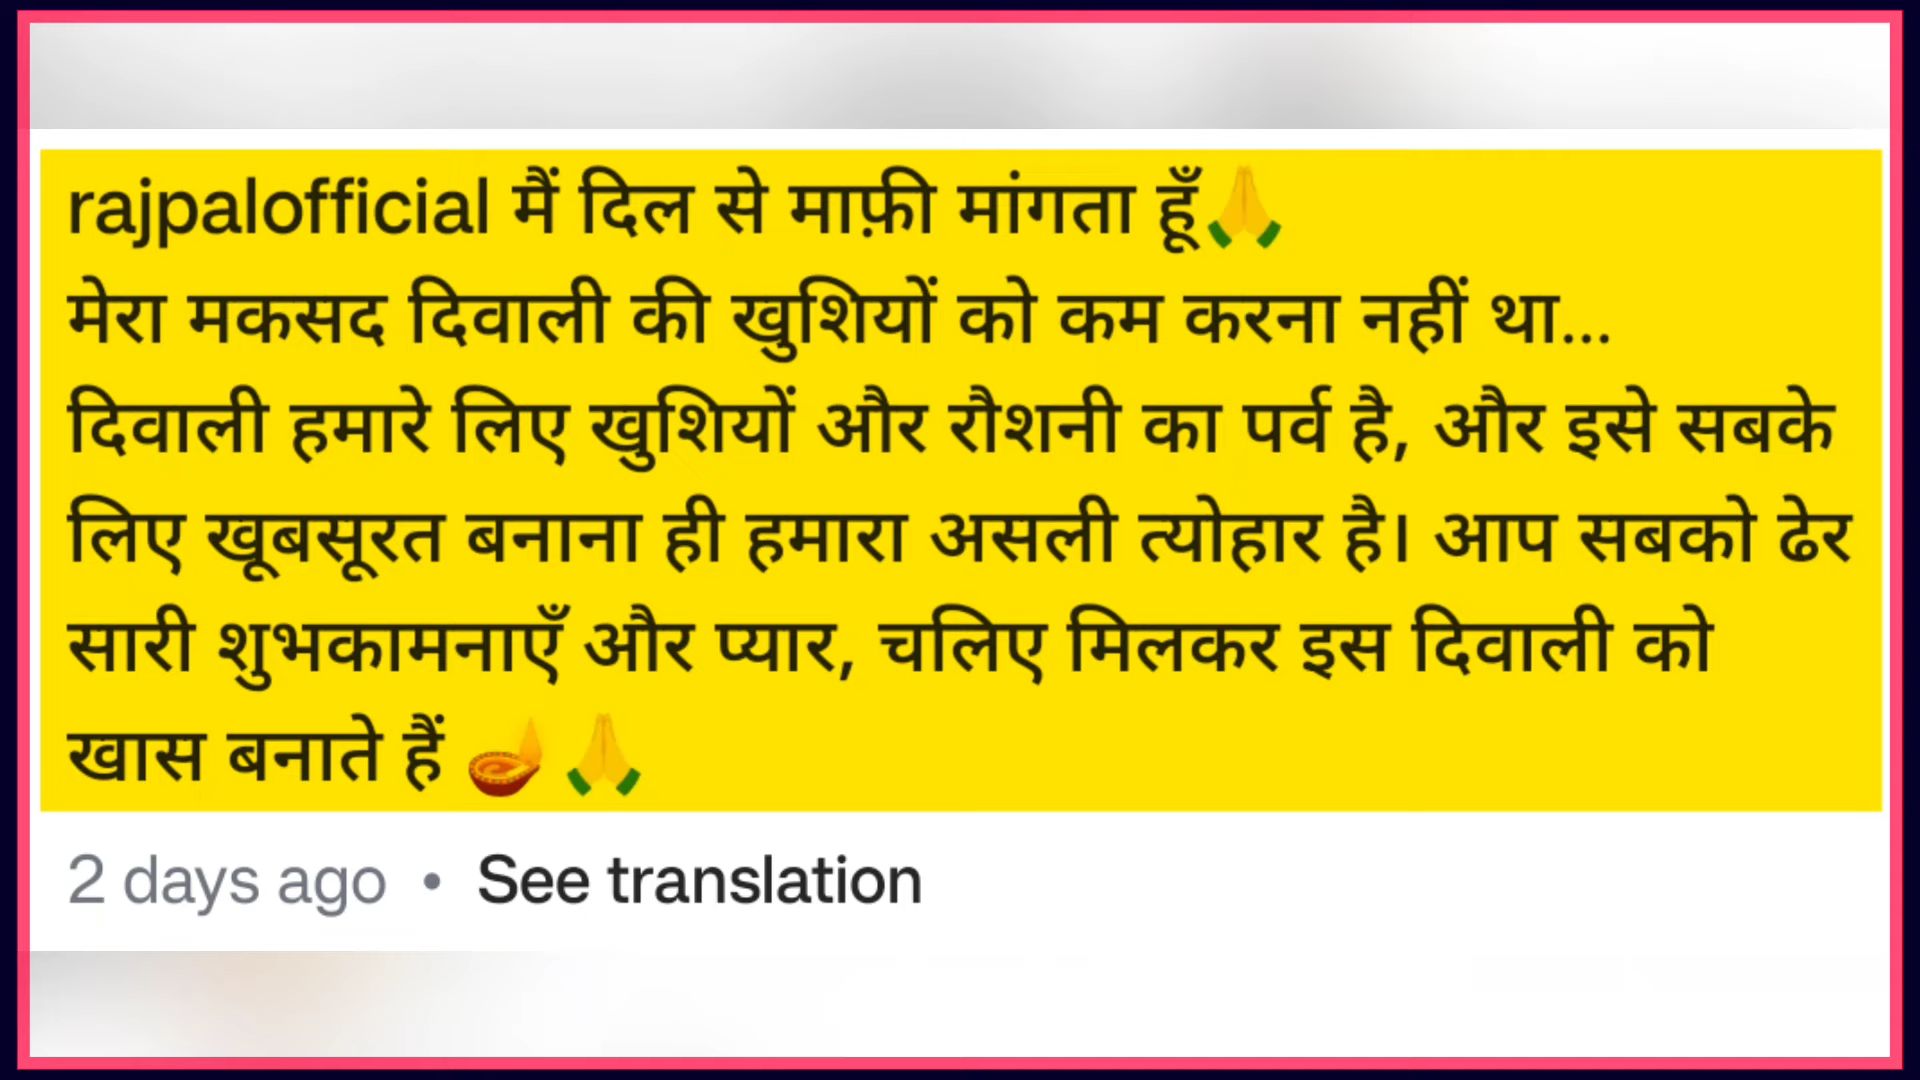 rajpalofficial मैं दिल से माफ़ी मांगता हूँ🙏
मेरा मकसद दिवाली की खुशियों को कम करना नहीं था...
दिवाली हमारे लिए खुशियों और रौशनी का पर्व है, और इसे सबके
लिए खूबसूरत बनाना ही हमारा असली त्योहार है। आप सबको ढेर
सारी शुभकामनाएँ और प्यार, चलिए मिलकर इस दिवाली को
खास बनाते हैं 🪔🙏
2 days ago • See translation